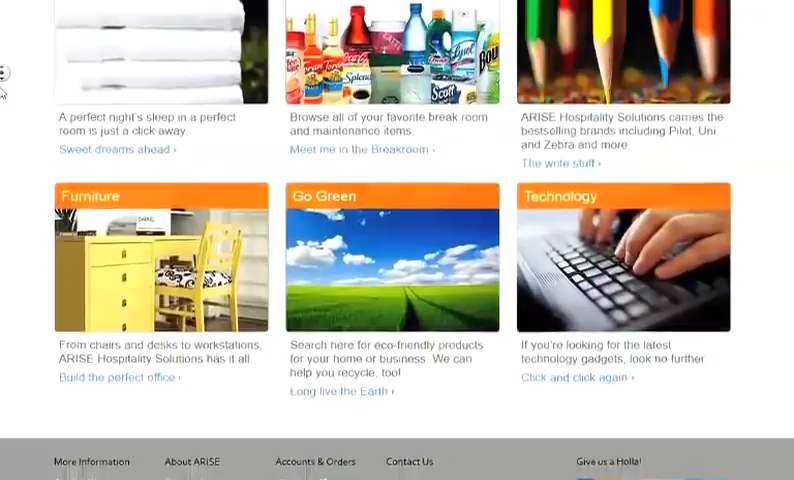 A perfect night's sleep in a perfect
room is just a click away.
Sweet dreams ahead ›
Browse all of your favorite break room
and maintenance items.
Meet me in the Breakroom ›
ARISE Hospitality Solutions carries the
bestselling brands including Pilot, Uni
and Zebra and more.
The write stuff ›
Furniture
Go Green
Technology
From chairs and desks to workstations,
ARISE Hospitality Solutions has it all
Build the perfect office ›
Search here for eco-friendly products
for your home or business. We can
help you recycle, too!
Long live the Earth ›
If you're looking for the latest
technology gadgets, look no further.
Click and click again ›
More Information
About ARISE
Accounts & Orders
Contact Us
Give us a Holla!
Splenda
Lysol
Scott